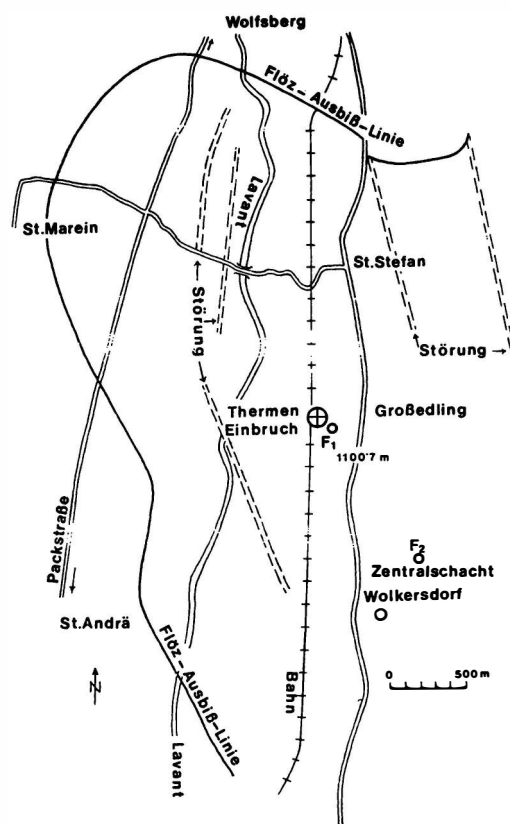 Wolfsberg
Flöz-Ausbiß-Linie
Lavant
St.Marein
St.Stefan
Störung
Störung
Thermen
Einbruch
Großedling
F1
1100·7 m
Packstraße
F2
Zentralschacht
Wolkersdorf
St.Andrä
Flöz-Ausbiß-Linie
0 500m
N
Bahn
Lavant